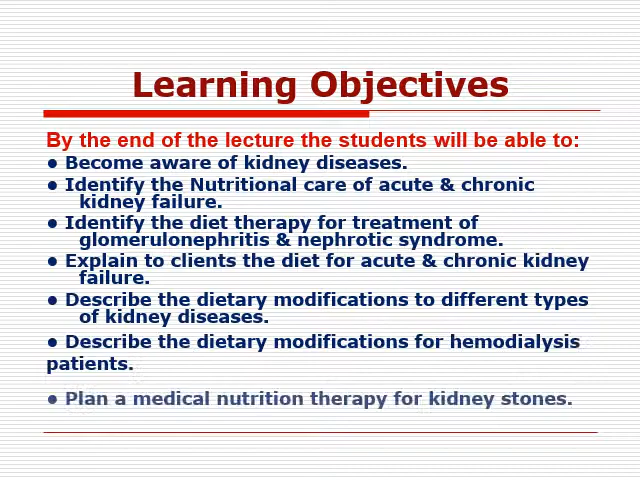 Learning Objectives
By the end of the lecture the students will be able to:
● Become aware of kidney diseases.
● Identify the Nutritional care of acute & chronic
kidney failure.
● Identify the diet therapy for treatment of
glomerulonephritis & nephrotic syndrome.
● Explain to clients the diet for acute & chronic kidney
failure.
● Describe the dietary modifications to different types
of kidney diseases.
● Describe the dietary modifications for hemodialysis
patients.
● Plan a medical nutrition therapy for kidney stones.